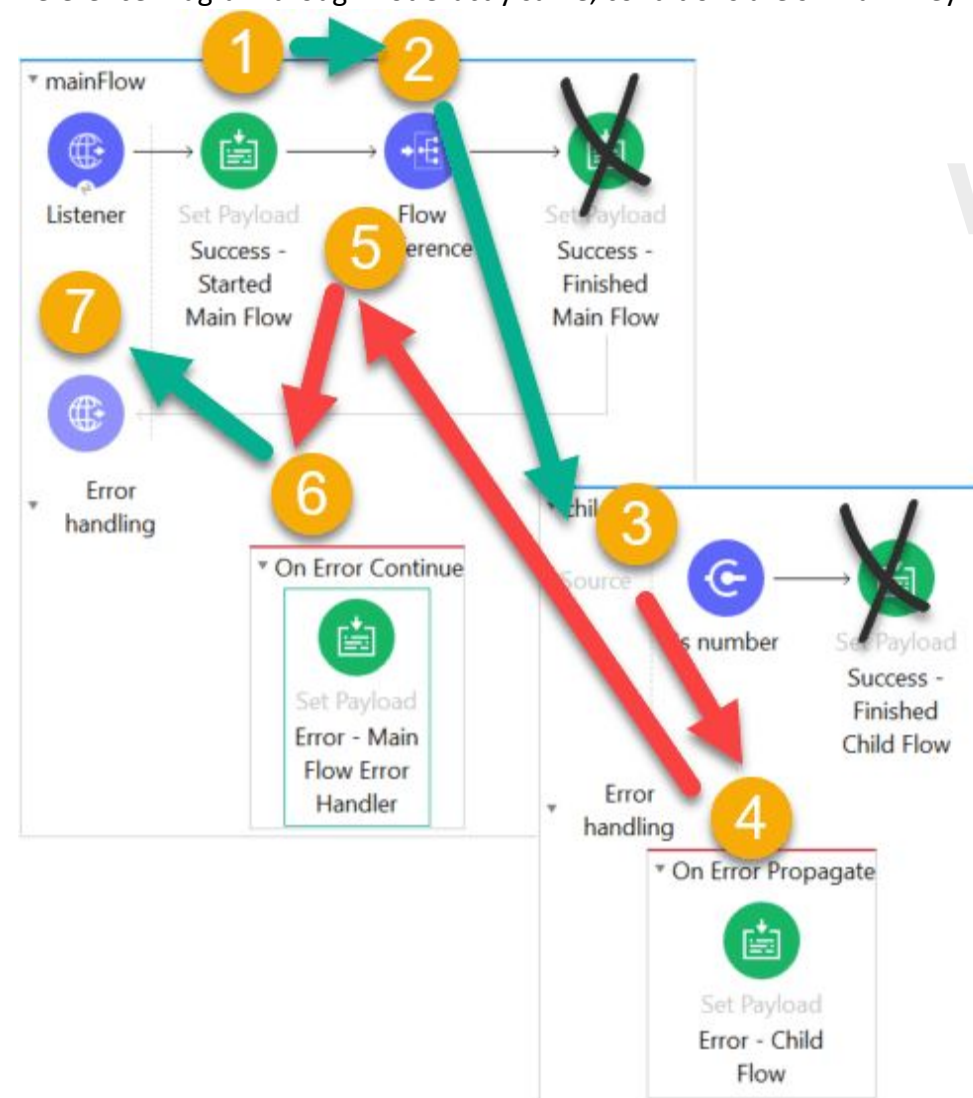 1
2
mainFlow
Listener
Set Payload
Flow
Set Payload
Success -
Started
Main Flow
5
Success -
Finished
Main Flow
7
Error
handling
6
On Error Continue
Set Payload
Error - Main
Flow Error
Handler
3
Source
number
Set Payload
Success -
Finished
Child Flow
Error
handling
4
On Error Propagate
Set Payload
Error - Child
Flow